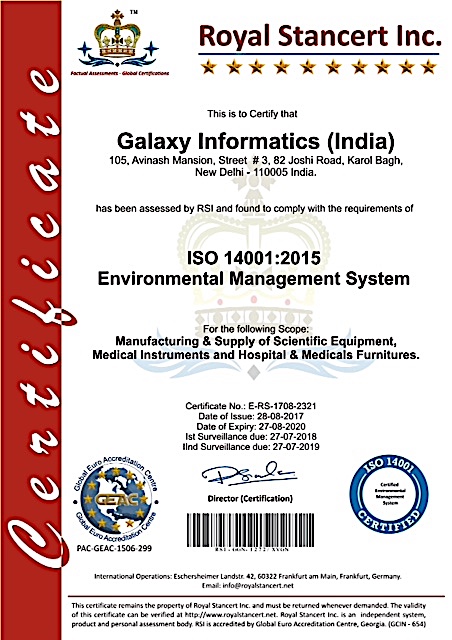 Certificate
TM
Factual Assessments - Global Certifications
Royal Stancert Inc.
This is to Certify that
Galaxy Informatics (India)
105, Avinash Mansion, Street # 3, 82 Joshi Road, Karol Bagh,
New Delhi - 110005 India.
has been assessed by RSI and found to comply with the requirements of
ISO 14001:2015
Environmental Management System
For the following Scope:
Manufacturing & Supply of Scientific Equipment,
Medical Instruments and Hospital & Medicals Furnitures.
Certificate No.: E-RS-1708-2321
Date of Issue: 28-08-2017
Date of Expiry: 27-08-2020
Ist Surveillance due: 27-07-2018
IInd Surveillance due: 27-07-2019
Global Euro Accreditation Centre
GEAC
Global Euro Accreditation Centre
PAC-GEAC-1506-299
Director (Certification)
ISO 14001
Certified
Environmental
Management
System
CERTIFIED
International Operations: Eschersheimer Landstr. 42, 60322 Frankfurt am Main, Frankfurt, Germany.
Email: info@royalstancert.net
This certificate remains the property of Royal Stancert Inc. and must be returned whenever demanded. The validity
of this certificate can be verified at http://www.royalstancert.net. Royal Stancert Inc. is an independent system,
product and personal assessment body. RSI is accredited by Global Euro Accreditation Centre, Georgia. (GCIN - 654)